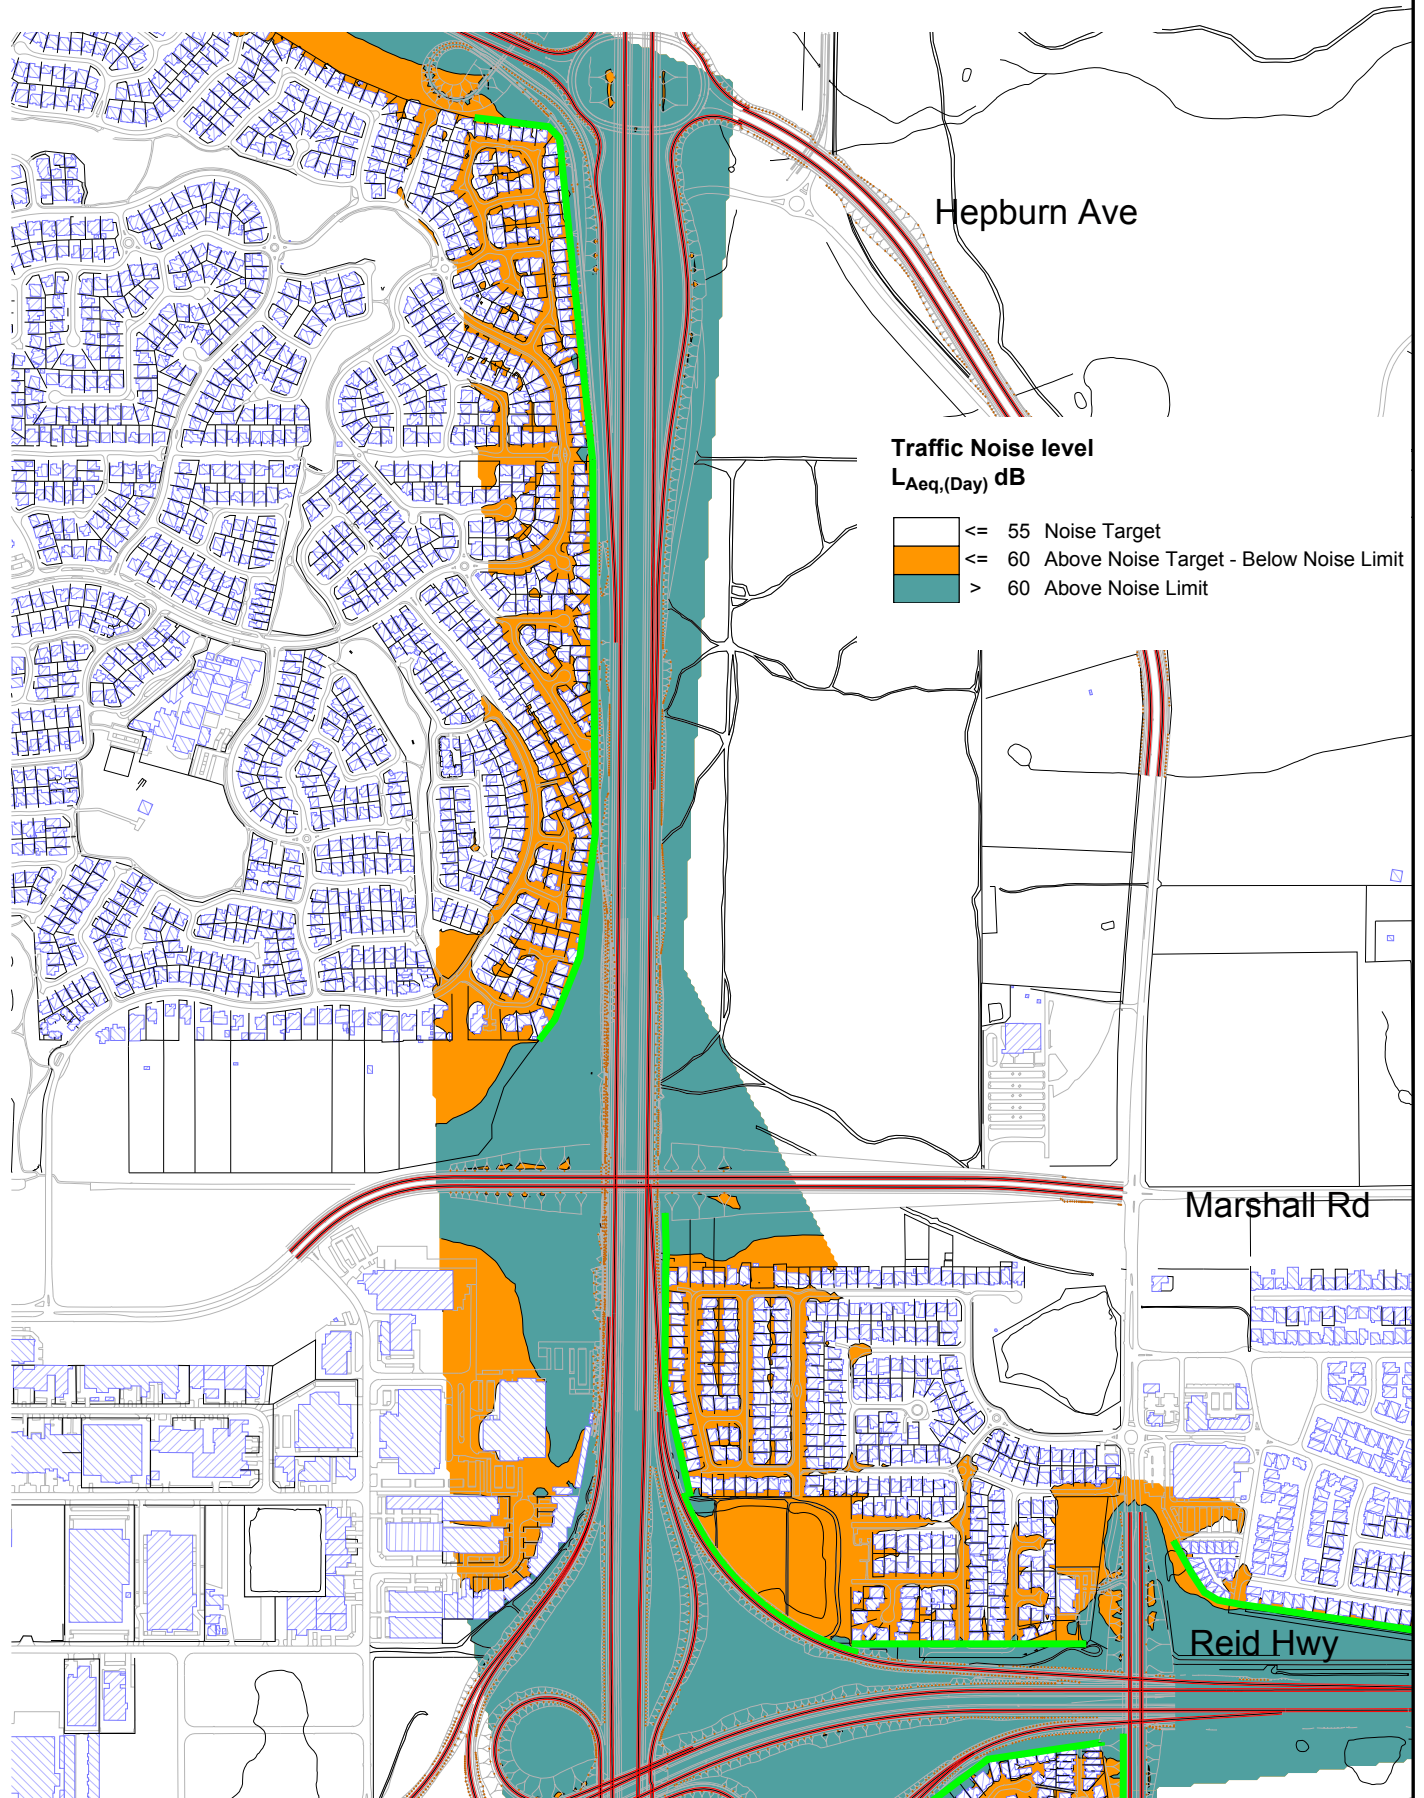 Hepburn Ave
Traffic Noise level
LAeq,(Day) dB
<= 55 Noise Target
<= 60 Above Noise Target - Below Noise Limit
> 60 Above Noise Limit
Marshall Rd
Reid Hwy